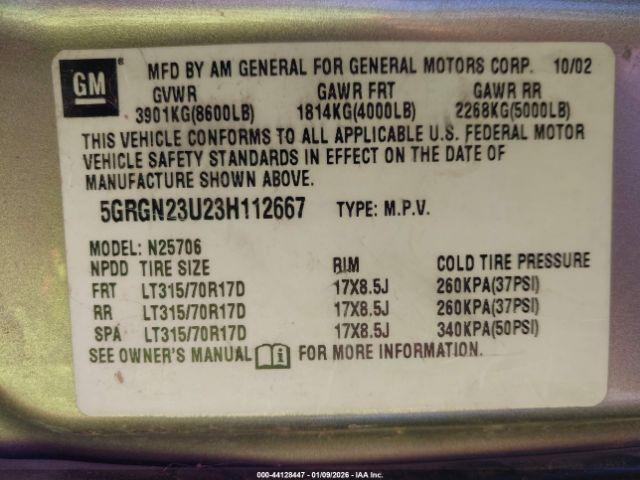 GM
MFD BY AM GENERAL FOR GENERAL MOTORS CORP. 10/02
GVWR GAWR FRT GAWR RR
3901KG(8600LB) 1814KG(4000LB) 2268KG(5000LB)
THIS VEHICLE CONFORMS TO ALL APPLICABLE U.S. FEDERAL MOTOR
VEHICLE SAFETY STANDARDS IN EFFECT ON THE DATE OF
MANUFACTURE SHOWN ABOVE.
5GRGN23U23H112667 TYPE: M.P.V.
MODEL: N25706
NPDD TIRE SIZE RIM COLD TIRE PRESSURE
FRT LT315/70R17D 17X8.5J 260KPA(37PSI)
RR LT315/70R17D 17X8.5J 260KPA(37PSI)
SPA LT315/70R17D 17X8.5J 340KPA(50PSI)
SEE OWNER'S MANUAL FOR MORE INFORMATION.
000-44128447 - 01/09/2026 - IAA Inc.